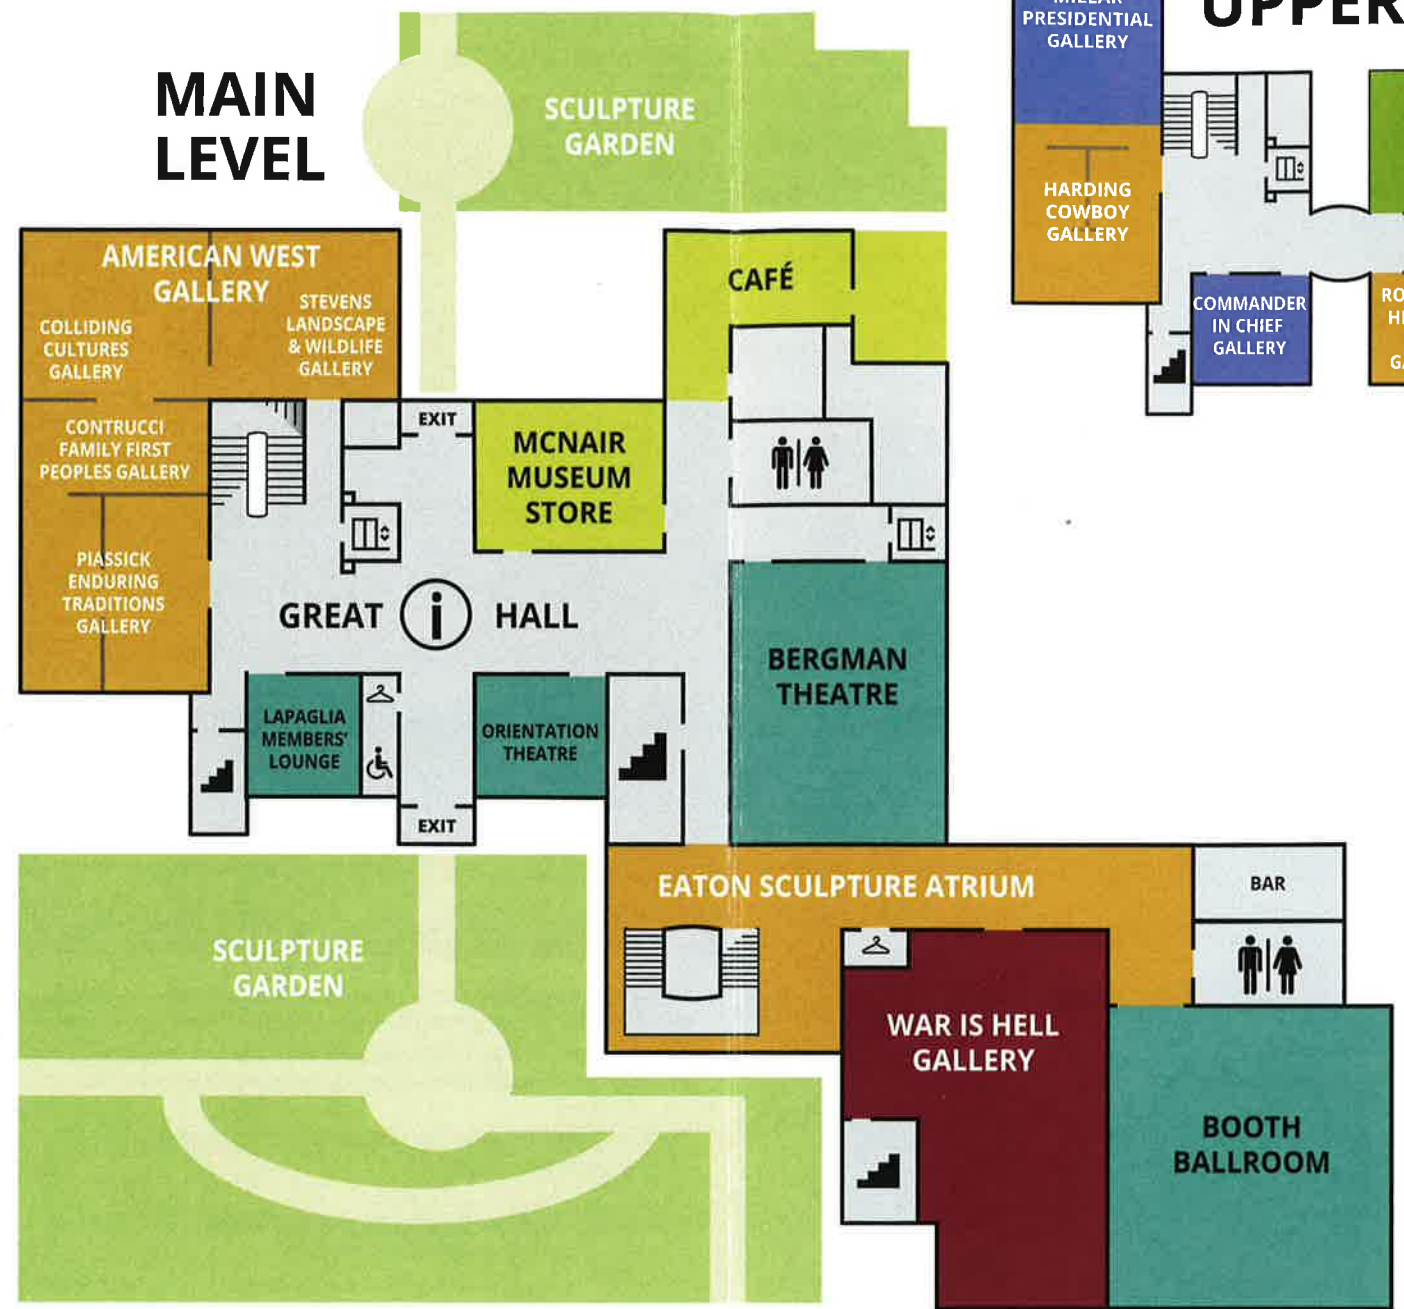 MAIN
LEVEL
SCULPTURE
GARDEN
AMERICAN WEST
GALLERY
STEVENS
LANDSCAPE
& WILDLIFE
GALLERY
COLLIDING
CULTURES
GALLERY
CONTRUCCI
FAMILY FIRST
PEOPLES GALLERY
PIASSICK
ENDURING
TRADITIONS
GALLERY
EXIT
MCNAIR
MUSEUM
STORE
CAFÉ
GREAT i HALL
BERGMAN
THEATRE
LAPAGLIA
MEMBERS'
LOUNGE
ORIENTATION
THEATRE
EXIT
EATON SCULPTURE ATRIUM
BAR
WAR IS HELL
GALLERY
BOOTH
BALLROOM
SCULPTURE
GARDEN
UPPER
PRESIDENTIAL
GALLERY
HARDING
COWBOY
GALLERY
COMMANDER
IN CHIEF
GALLERY